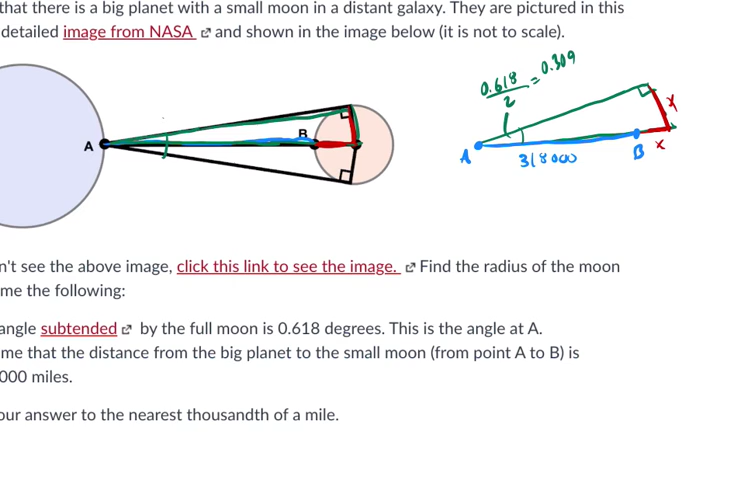 that there is a big planet with a small moon in a distant galaxy. They are pictured in this
detailed image from NASA and shown in the image below (it is not to scale).
0.618
2
= 0.309
A
B
x
A
318000
B
x
n't see the above image, click this link to see the image. Find the radius of the moon
me the following:
angle subtended by the full moon is 0.618 degrees. This is the angle at A.
me that the distance from the big planet to the small moon (from point A to B) is
000 miles.
our answer to the nearest thousandth of a mile.